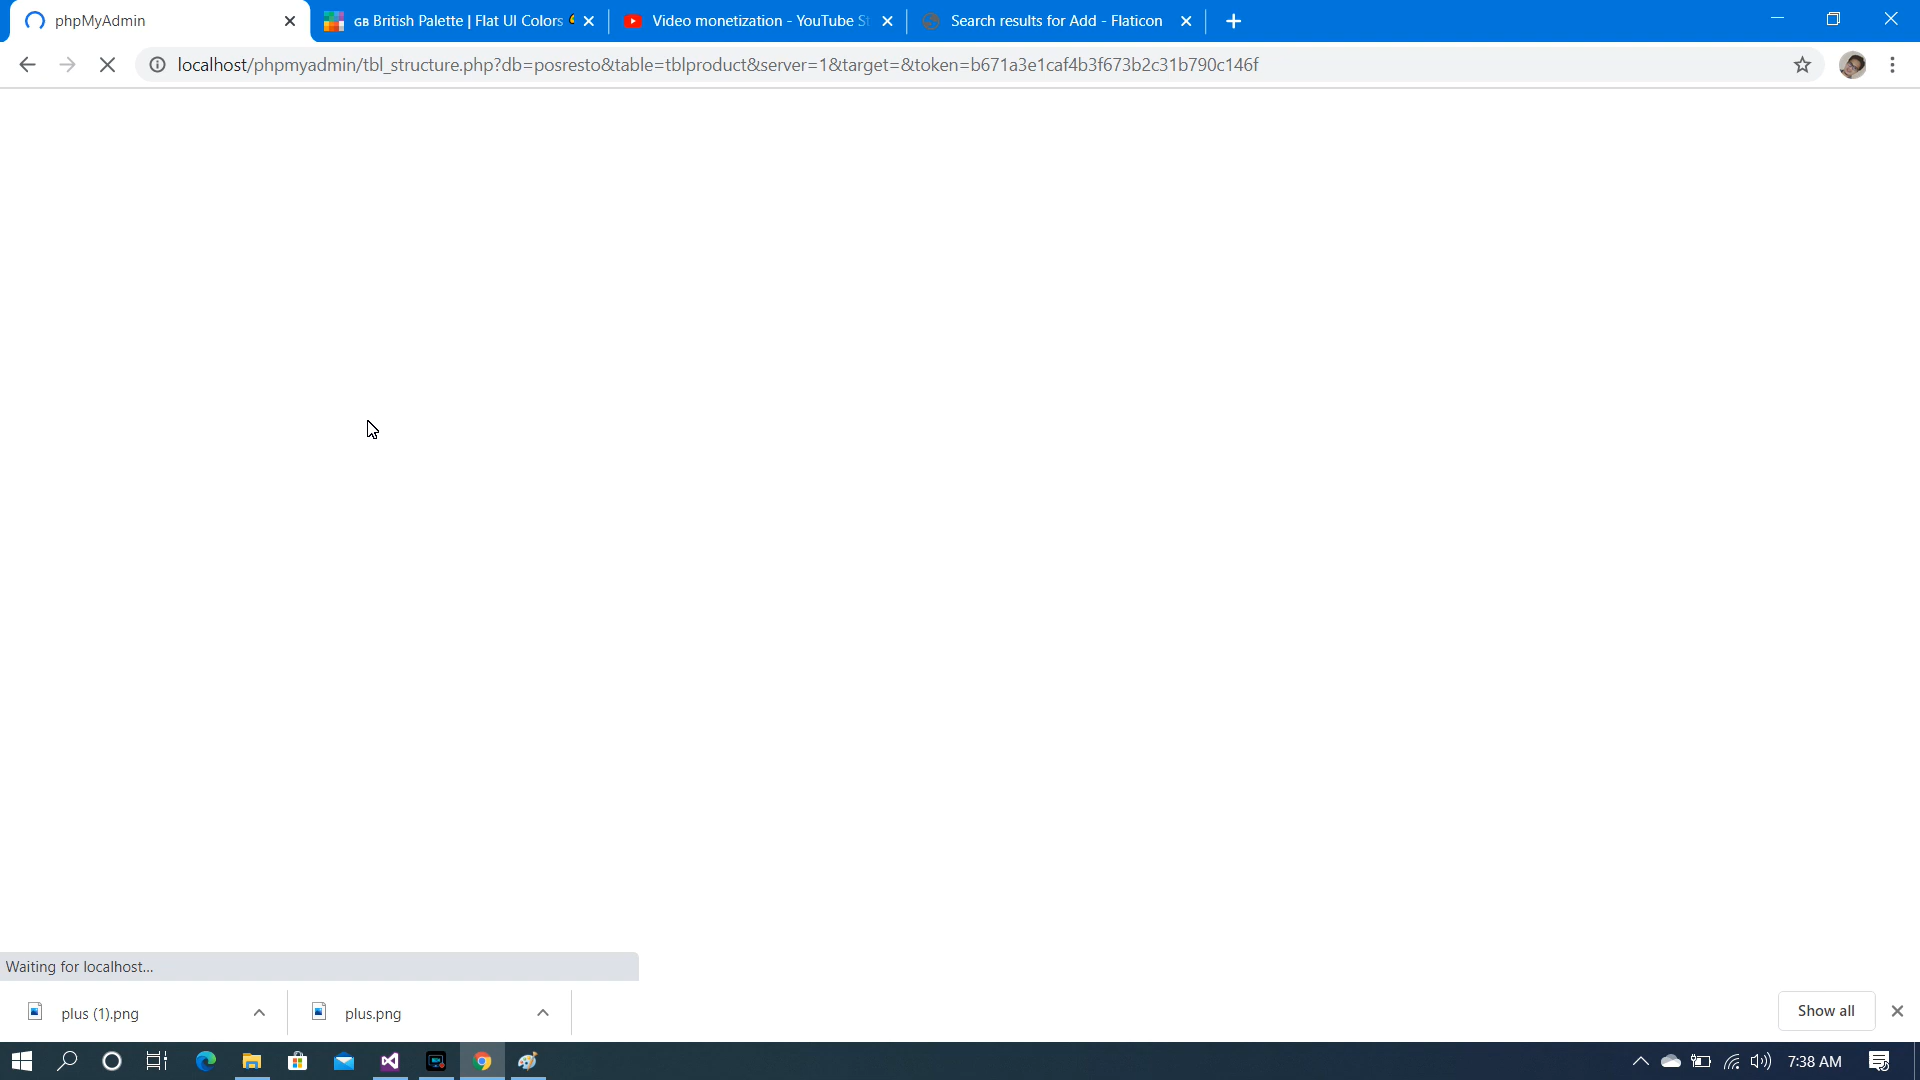 phpMyAdmin
GB British Palette | Flat UI Colors
Video monetization - YouTube St
Search results for Add - Flaticon
localhost/phpmyadmin/tbl_structure.php?db=posresto&table=tblproduct&server=1&target=&token=b671a3e1caf4b3f673b2c31b790c146f
Waiting for localhost...
plus (1).png
plus.png
Show all
7:38 AM